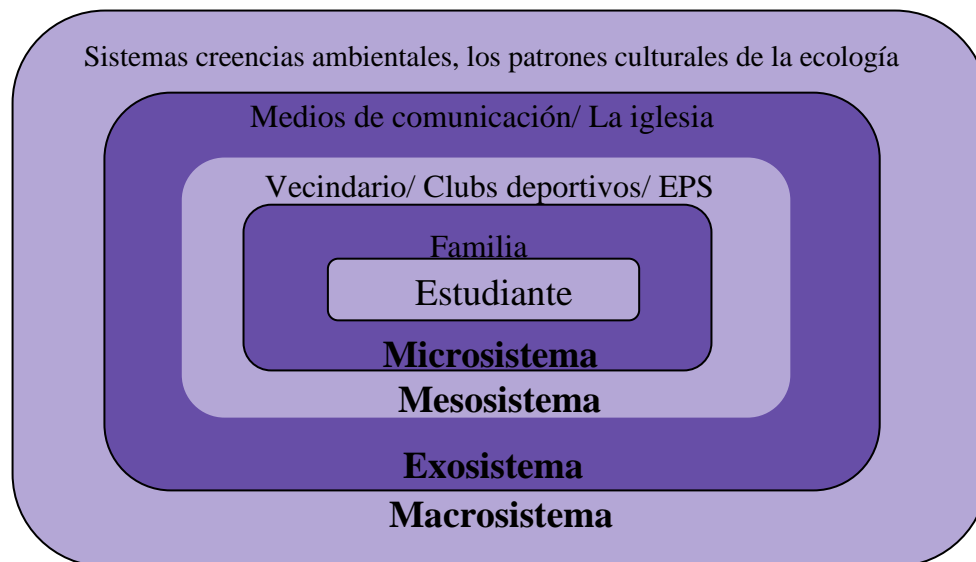 Sistemas creencias ambientales, los patrones culturales de la ecología
Medios de comunicación/ La iglesia
Vecindario/ Clubs deportivos/ EPS
Familia
Estudiante
Microsistema
Mesosistema
Exosistema
Macrosistema